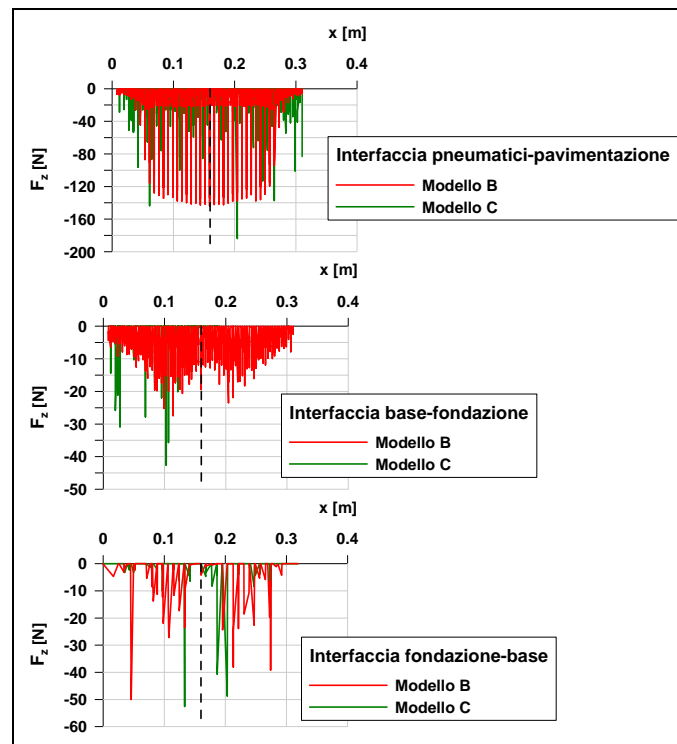 x [m]
0 0.1 0.2 0.3 0.4
0
-40
-80
-120
-160
-200
F_z [N]
Interfaccia pneumatici-pavimentazione
Modello B
Modello C
x [m]
0 0.1 0.2 0.3 0.4
0
-10
-20
-30
-40
-50
F_z [N]
Interfaccia base-fondazione
Modello B
Modello C
x [m]
0 0.1 0.2 0.3 0.4
0
-10
-20
-30
-40
-50
-60
F_z [N]
Interfaccia fondazione-base
Modello B
Modello C